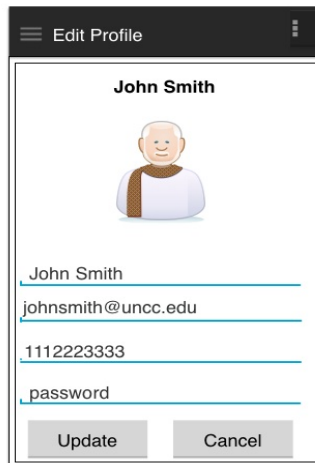 Edit Profile
John Smith
John Smith
johnsmith@uncc.edu
1112223333
password
Update Cancel